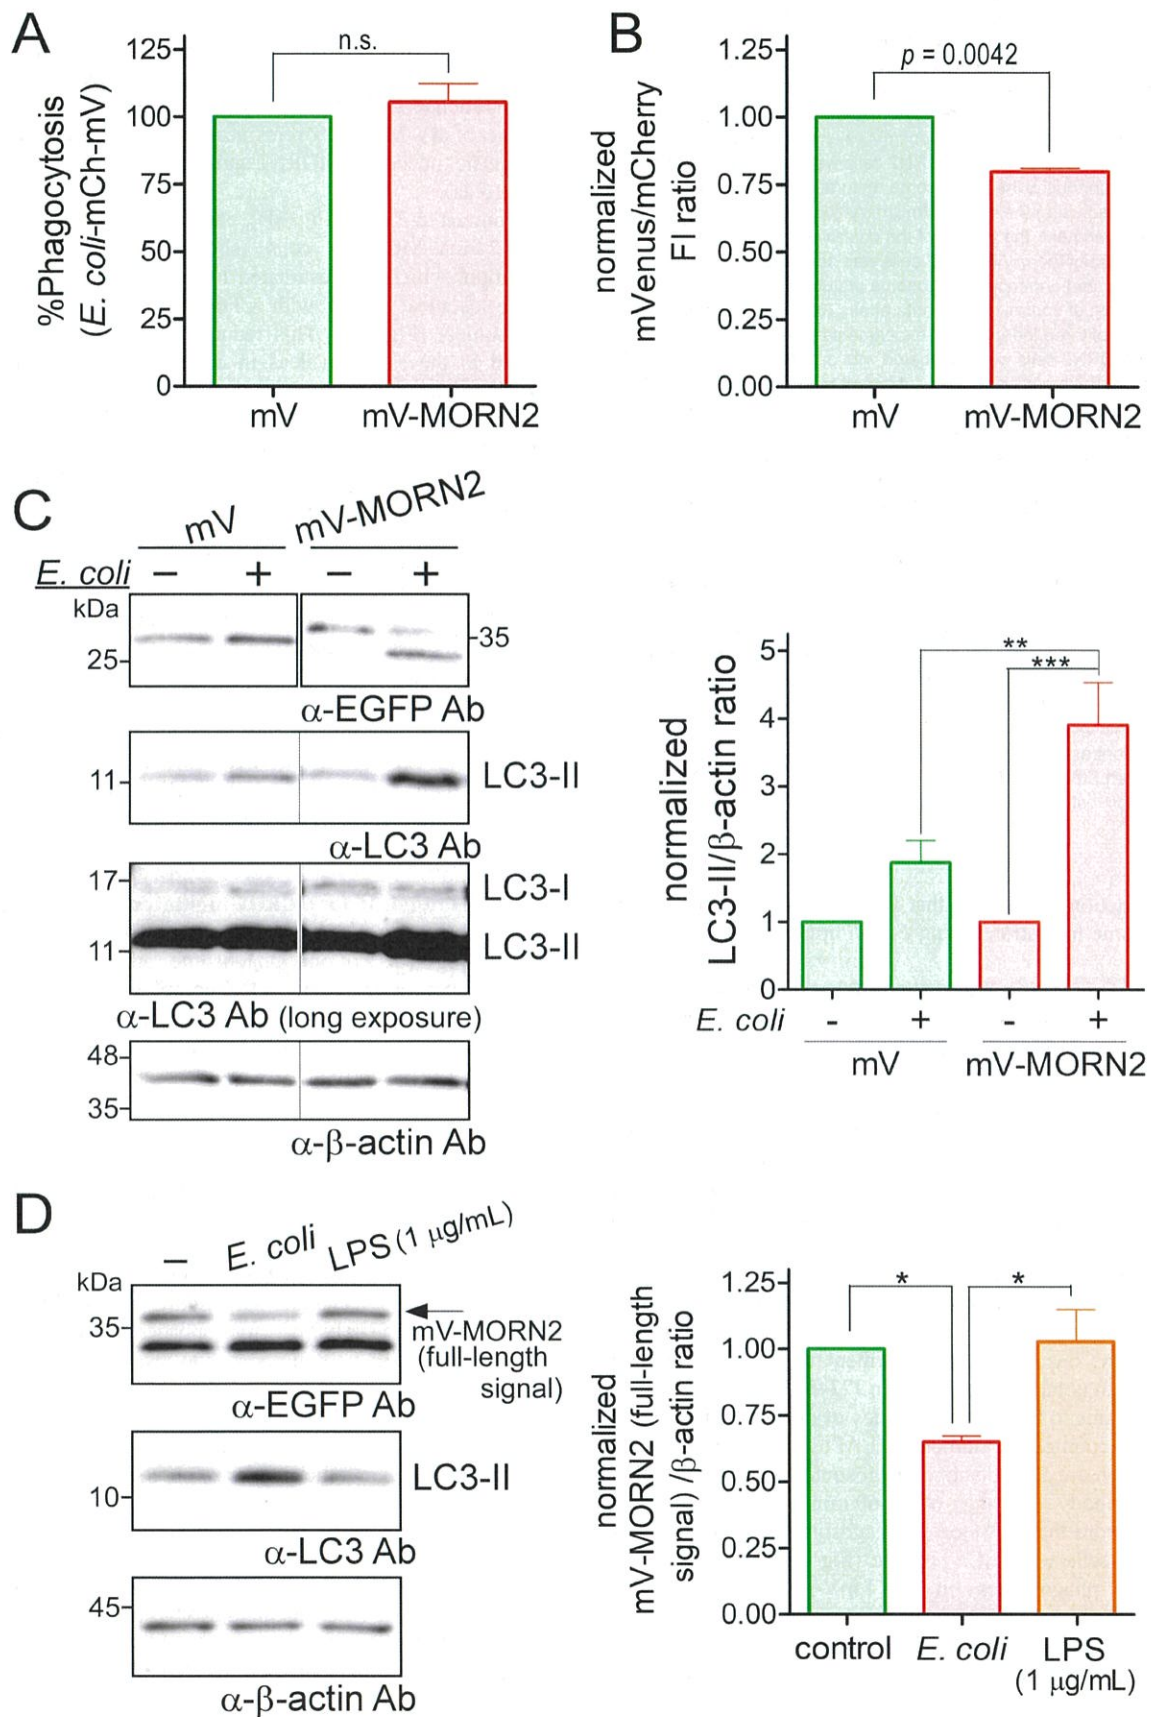 A
%Phagocytosis
(E. coli-mCh-mV)
125
100
75
50
25
0
n.s.
mV
mV-MORN2
B
normalized
mVenus/mCherry
FI ratio
1.25
1.00
0.75
0.50
0.25
0.00
p = 0.0042
mV
mV-MORN2
C
mV
mV-MORN2
E. coli
− + − +
kDa
25-
-35
α-EGFP Ab
11-
LC3-II
α-LC3 Ab
17-
LC3-I
11-
LC3-II
α-LC3 Ab (long exposure)
48-
35-
α-β-actin Ab
normalized
LC3-II/β-actin ratio
5
4
3
2
1
0
**
***
E. coli - + - +
mV
mV-MORN2
D
− E. coli LPS (1 μg/mL)
kDa
35-
mV-MORN2
(full-length
signal)
α-EGFP Ab
10-
LC3-II
α-LC3 Ab
45-
α-β-actin Ab
normalized
mV-MORN2 (full-length
signal) /β-actin ratio
1.25
1.00
0.75
0.50
0.25
0.00
* *
control E. coli LPS
(1 μg/mL)